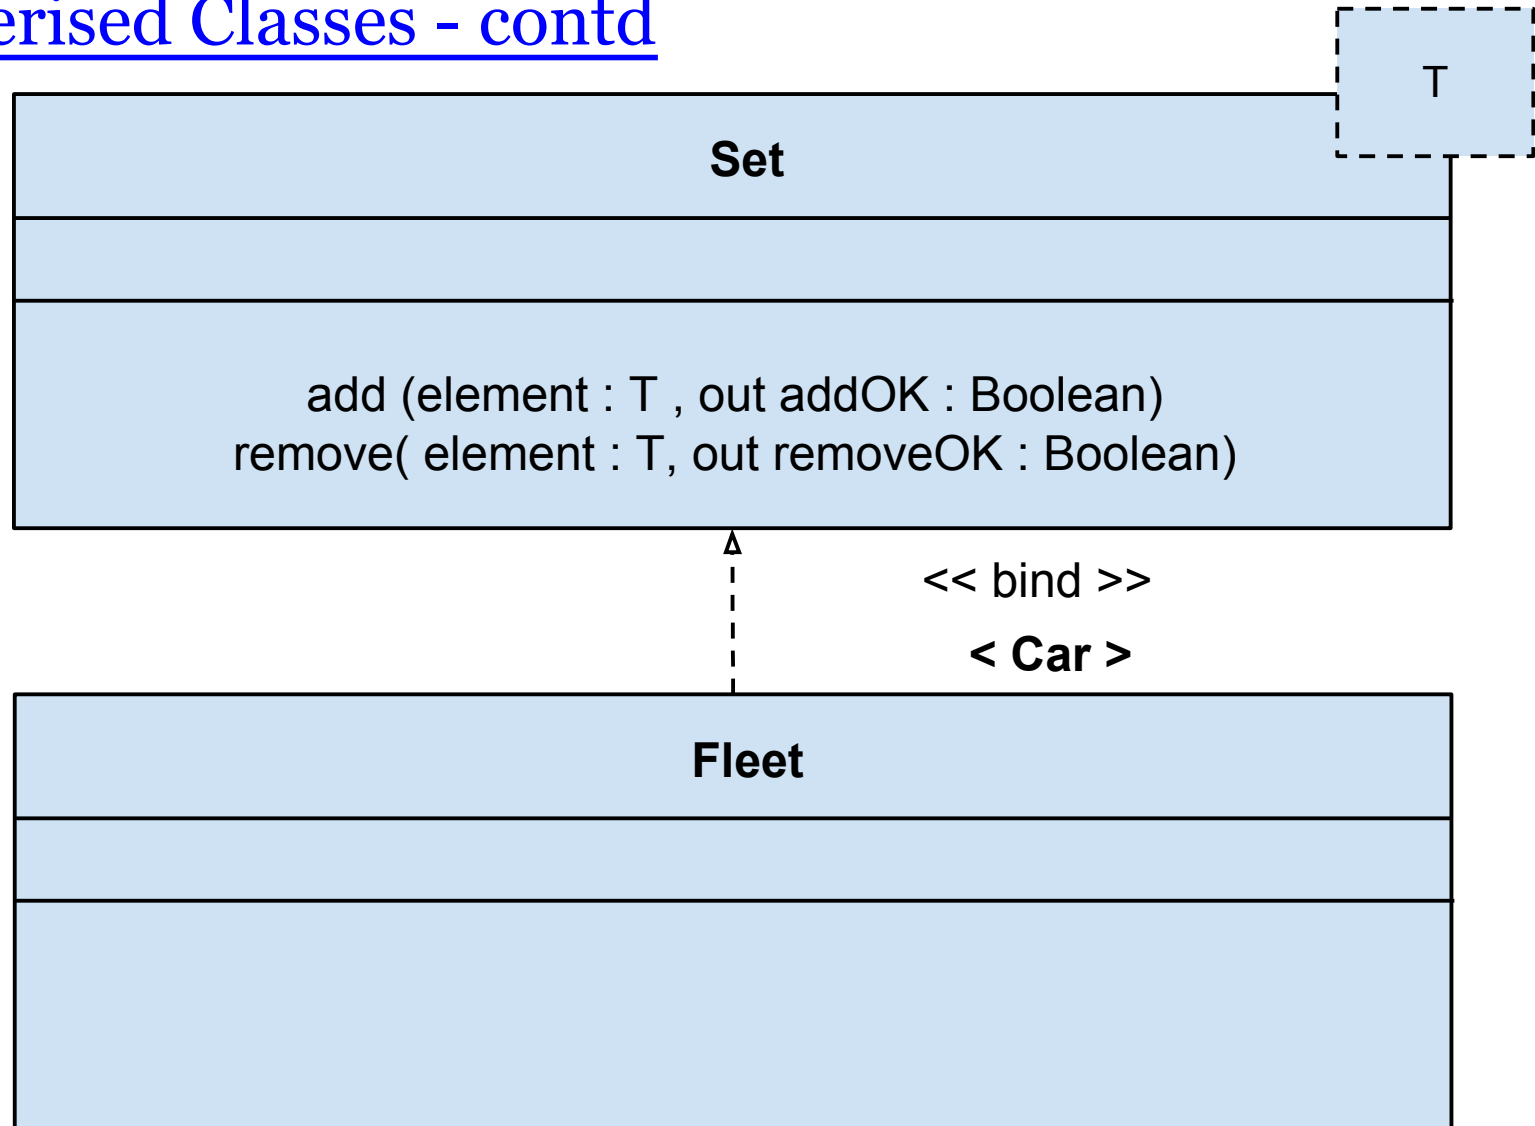 erised Classes - contd
T
Set
add (element : T , out addOK : Boolean)
remove( element : T, out removeOK : Boolean)
<< bind >>
< Car >
Fleet